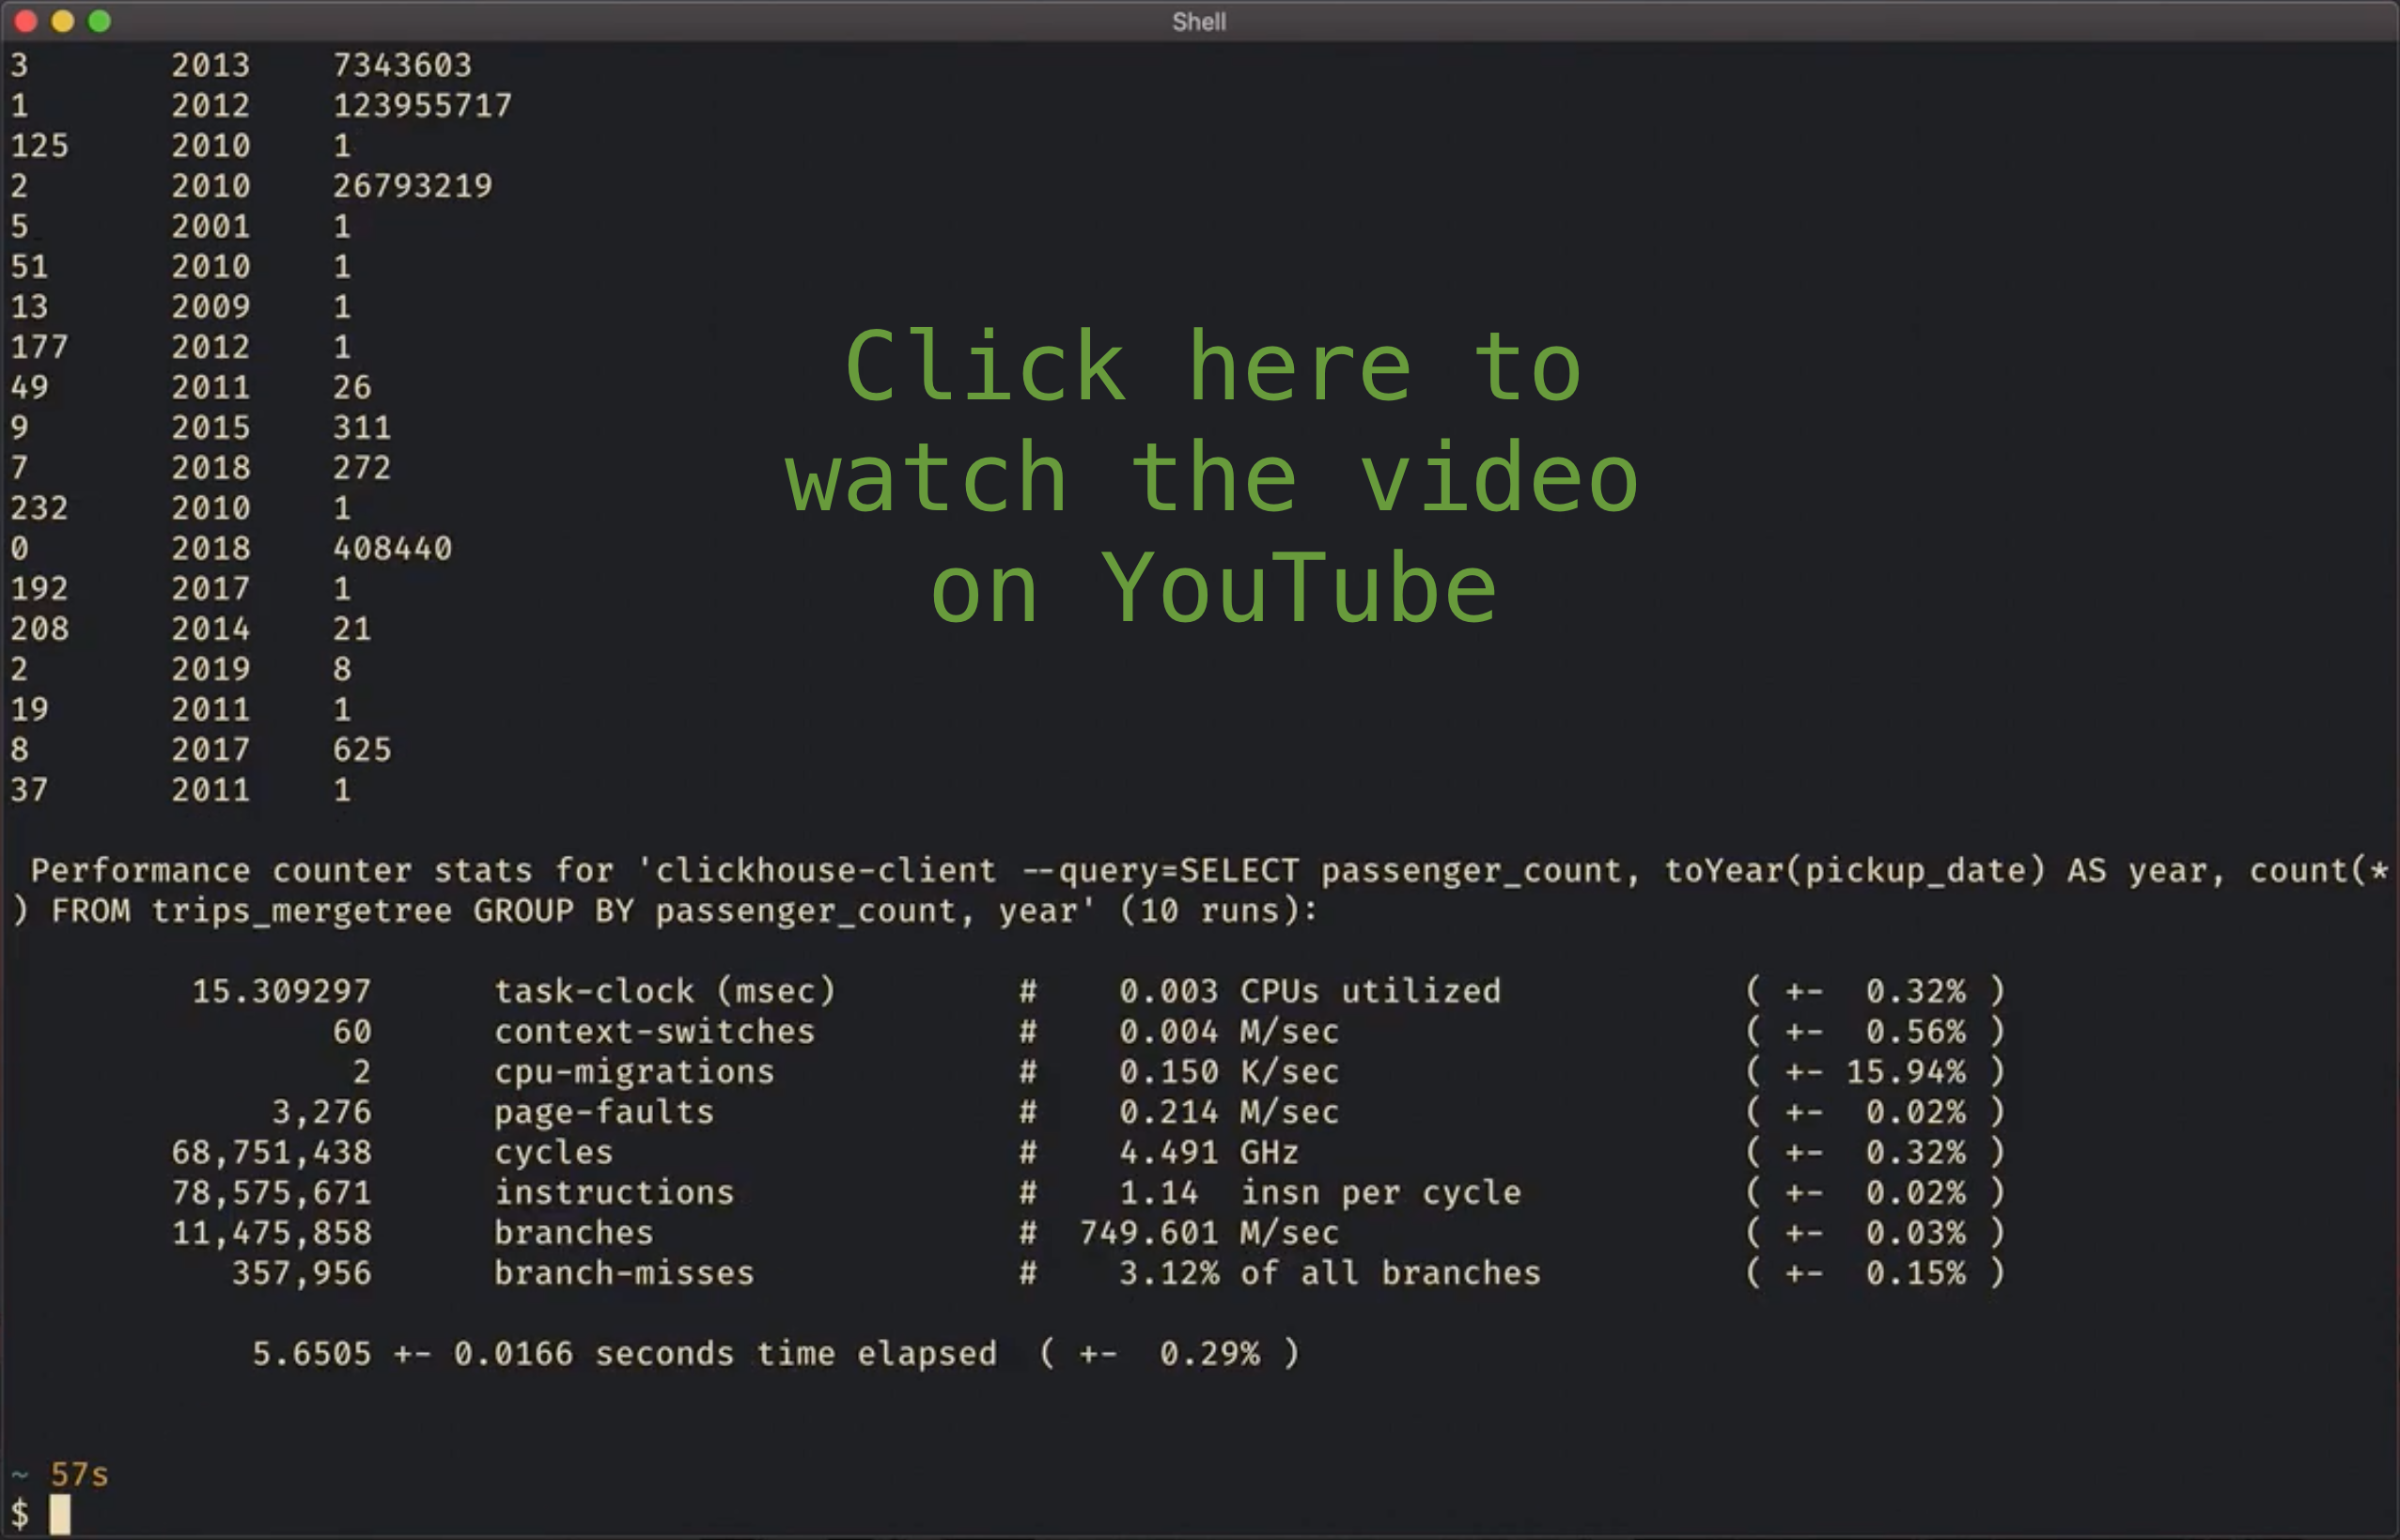 Shell
3 2013 7343603
1 2012 123955717
125 2010 1
2 2010 26793219
5 2001 1
51 2010 1
13 2009 1
177 2012 1
49 2011 26
9 2015 311
7 2018 272
232 2010 1
0 2018 408440
192 2017 1
208 2014 21
2 2019 8
19 2011 1
8 2017 625
37 2011 1
Click here to
watch the video
on YouTube
Performance counter stats for 'clickhouse-client --query=SELECT passenger_count, toYear(pickup_date) AS year, count(*
) FROM trips_mergetree GROUP BY passenger_count, year' (10 runs):
15.309297 task-clock (msec) # 0.003 CPUs utilized ( +- 0.32% )
60 context-switches # 0.004 M/sec ( +- 0.56% )
2 cpu-migrations # 0.150 K/sec ( +- 15.94% )
3,276 page-faults # 0.214 M/sec ( +- 0.02% )
68,751,438 cycles # 4.491 GHz ( +- 0.32% )
78,575,671 instructions # 1.14 insn per cycle ( +- 0.02% )
11,475,858 branches # 749.601 M/sec ( +- 0.03% )
357,956 branch-misses # 3.12% of all branches ( +- 0.15% )
5.6505 +- 0.0166 seconds time elapsed ( +- 0.29% )
~ 57s
$